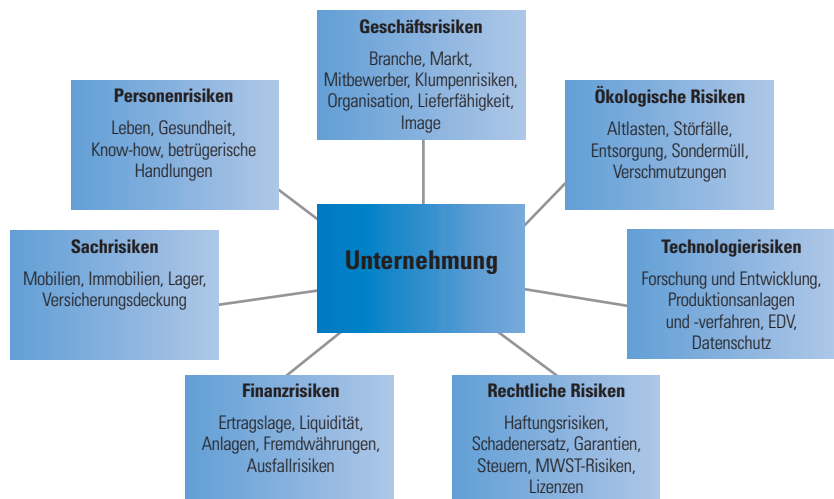 Geschäftsrisiken
Branche, Markt,
Mitbewerber, Klumpenrisiken,
Organisation, Lieferfähigkeit,
Image
Personenrisiken
Leben, Gesundheit,
Know-how, betrügerische
Handlungen
Ökologische Risiken
Altlasten, Störfälle,
Entsorgung, Sondermüll,
Verschmutzungen
Unternehmung
Sachrisiken
Mobilien, Immobilien, Lager,
Versicherungsdeckung
Technologierisiken
Forschung und Entwicklung,
Produktionsanlagen
und -verfahren, EDV,
Datenschutz
Finanzrisiken
Ertragslage, Liquidität,
Anlagen, Fremdwährungen,
Ausfallrisiken
Rechtliche Risiken
Haftungsrisiken,
Schadenersatz, Garantien,
Steuern, MWST-Risiken,
Lizenzen